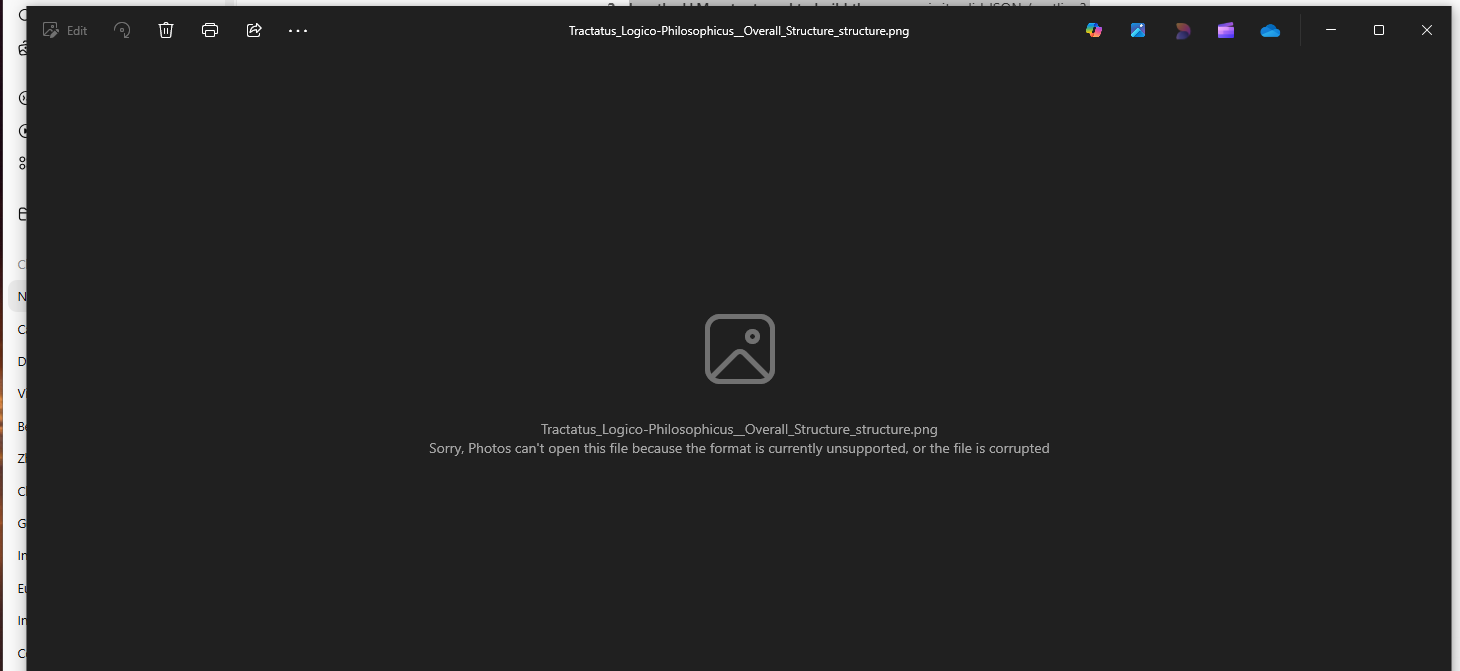 Edit
Tractatus_Logico-Philosophicus__Overall_Structure_structure.png
Tractatus_Logico-Philosophicus__Overall_Structure_structure.png
Sorry, Photos can't open this file because the format is currently unsupported, or the file is corrupted